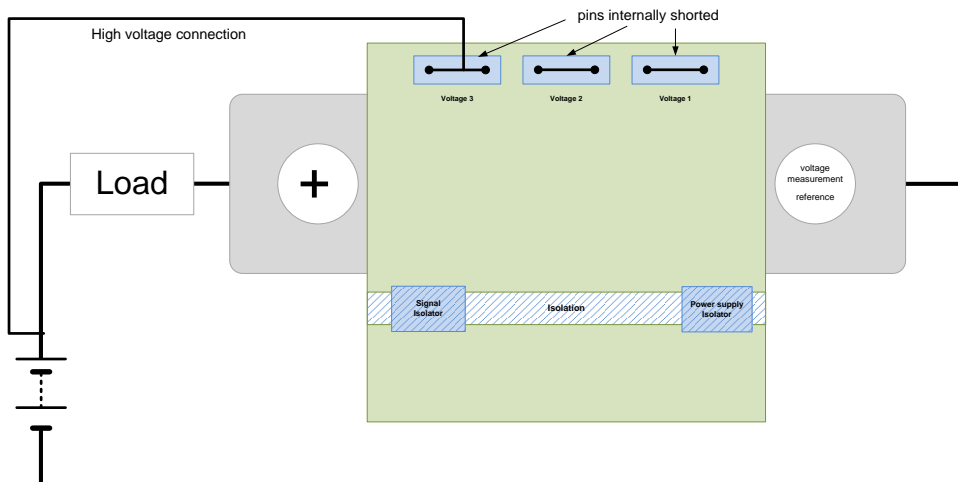 pins internally shorted
High voltage connection
Voltage 3
Voltage 2
Voltage 1
Load
+
voltage
measurement
reference
Signal
Isolator
Isolation
Power supply
Isolator